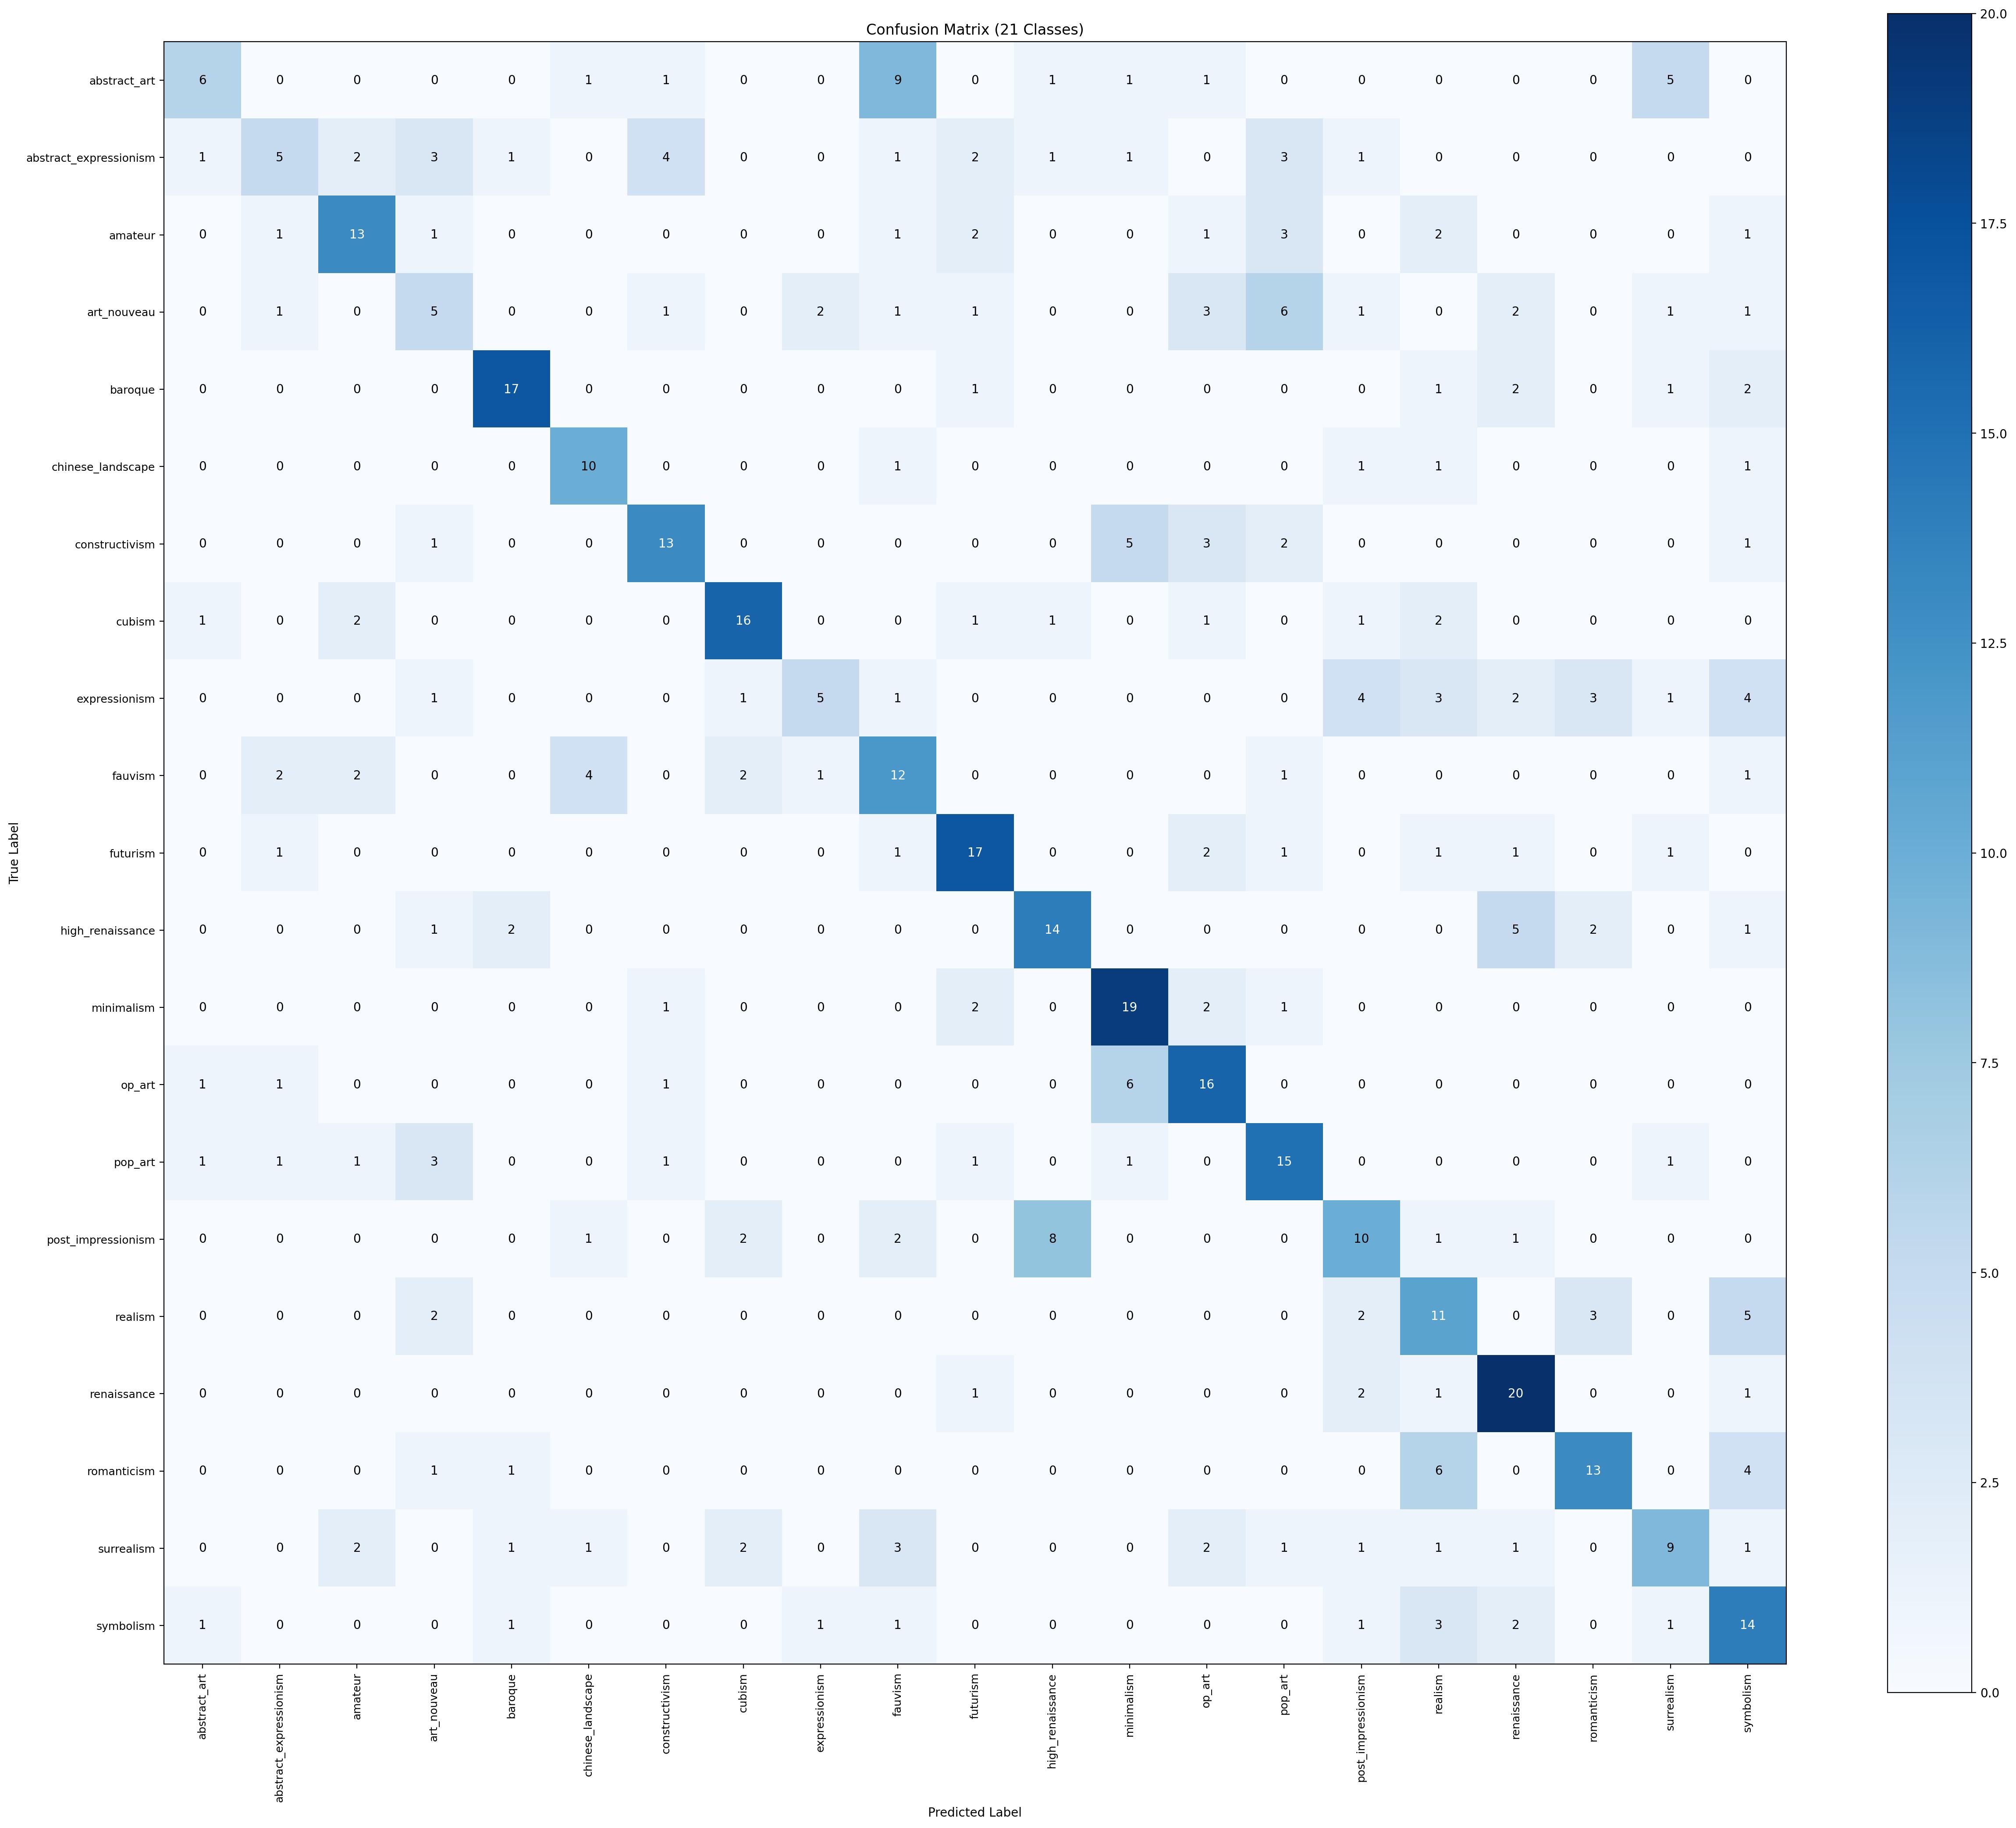 Confusion Matrix (21 Classes)
abstract_art 6 0 0 0 0 1 1 0 0 9 0 1 1 1 0 0 0 0 0 5 0
abstract_expressionism 1 5 2 3 1 0 4 0 0 1 2 1 1 0 3 1 0 0 0 0 0
amateur 0 1 13 1 0 0 0 0 0 1 2 0 0 1 3 0 2 0 0 0 1
art_nouveau 0 1 0 5 0 0 1 0 2 1 1 0 0 3 6 1 0 2 0 1 1
baroque 0 0 0 0 17 0 0 0 0 0 1 0 0 0 0 0 1 2 0 1 2
chinese_landscape 0 0 0 0 0 10 0 0 0 1 0 0 0 0 0 1 1 0 0 0 1
constructivism 0 0 0 1 0 0 13 0 0 0 0 0 5 3 2 0 0 0 0 0 1
cubism 1 0 2 0 0 0 0 16 0 0 1 1 0 1 0 1 2 0 0 0 0
expressionism 0 0 0 1 0 0 0 1 5 1 0 0 0 0 0 4 3 2 3 1 4
fauvism 0 2 2 0 0 4 0 2 1 12 0 0 0 0 1 0 0 0 0 0 1
futurism 0 1 0 0 0 0 0 0 0 1 17 0 0 2 1 0 1 1 0 1 0
high_renaissance 0 0 0 1 2 0 0 0 0 0 0 14 0 0 0 0 0 5 2 0 1
minimalism 0 0 0 0 0 0 1 0 0 0 2 0 19 2 1 0 0 0 0 0 0
op_art 1 1 0 0 0 0 1 0 0 0 0 0 6 16 0 0 0 0 0 0 0
pop_art 1 1 1 3 0 0 1 0 0 0 1 0 1 0 15 0 0 0 0 1 0
post_impressionism 0 0 0 0 0 1 0 2 0 2 0 8 0 0 0 10 1 1 0 0 0
realism 0 0 0 2 0 0 0 0 0 0 0 0 0 0 0 2 11 0 3 0 5
renaissance 0 0 0 0 0 0 0 0 0 0 1 0 0 0 0 2 1 20 0 0 1
romanticism 0 0 0 1 1 0 0 0 0 0 0 0 0 0 0 0 6 0 13 0 4
surrealism 0 0 2 0 1 1 0 2 0 3 0 0 0 2 1 1 1 1 0 9 1
symbolism 1 0 0 0 1 0 0 0 1 1 0 0 0 0 0 1 3 2 0 1 14
True Label
abstract_art
abstract_expressionism
amateur
art_nouveau
baroque
chinese_landscape
constructivism
cubism
expressionism
fauvism
futurism
high_renaissance
minimalism
op_art
pop_art
post_impressionism
realism
renaissance
romanticism
surrealism
symbolism
Predicted Label
20.0
17.5
15.0
12.5
10.0
7.5
5.0
2.5
0.0